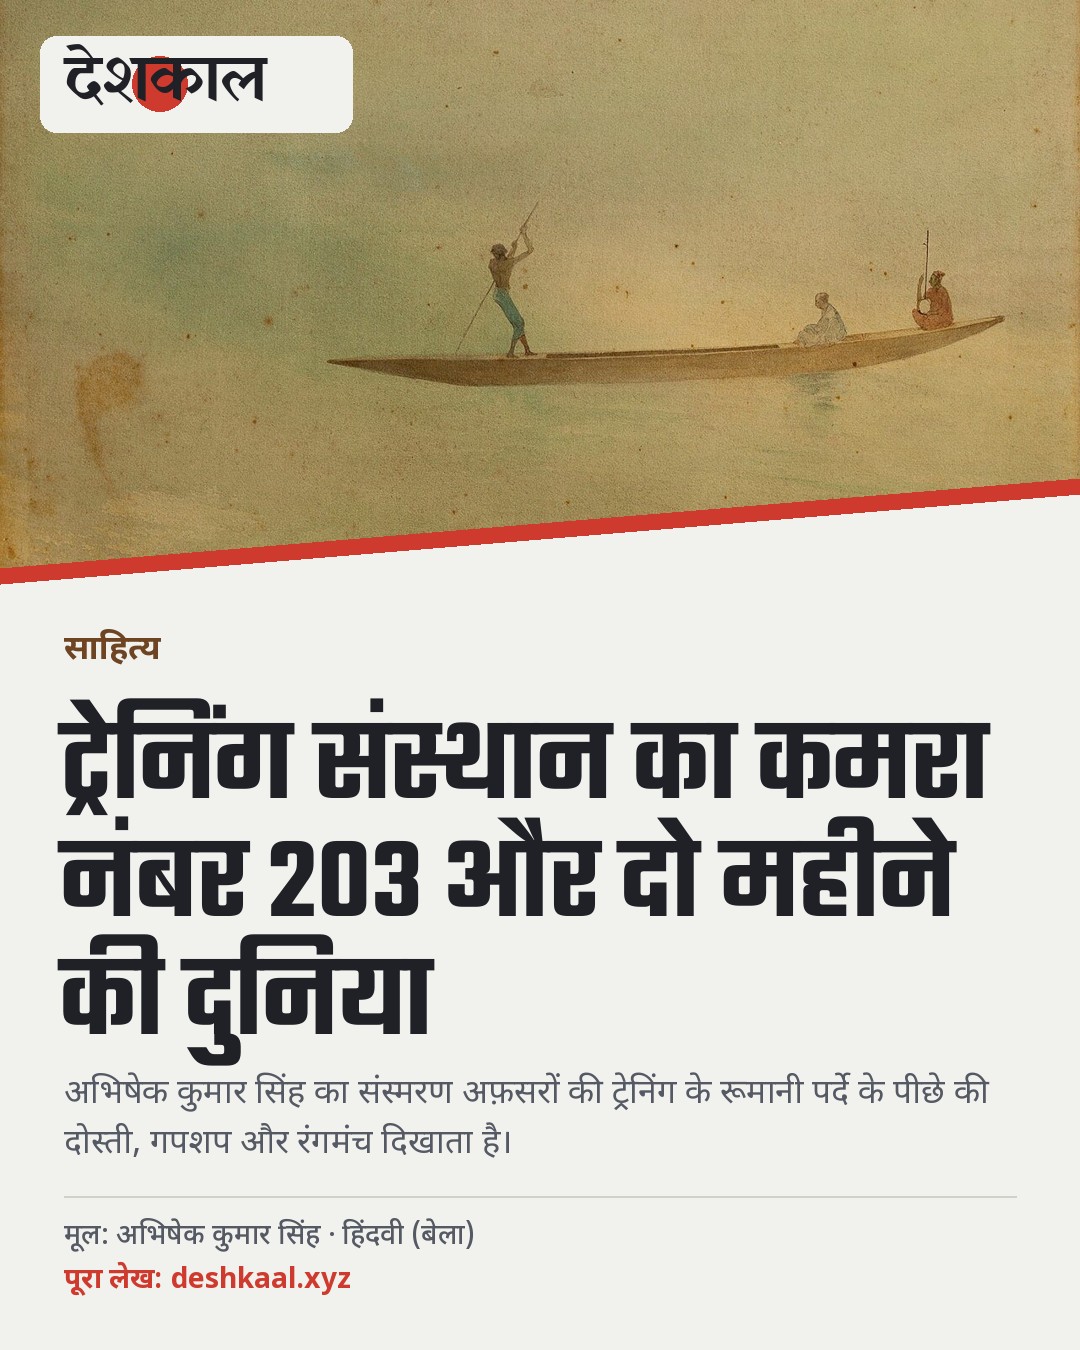 देशकाल
साहित्य
ट्रेनिंग संस्थान का कमरा
नंबर 203 और दो महीने
की दुनिया
अभिषेक कुमार सिंह का संस्मरण अफ़सरों की ट्रेनिंग के रूमानी पर्दे के पीछे की
दोस्ती, गपशप और रंगमंच दिखाता है।
मूल: अभिषेक कुमार सिंह · हिंदवी (बेला)
पूरा लेख: deshkaal.xyz